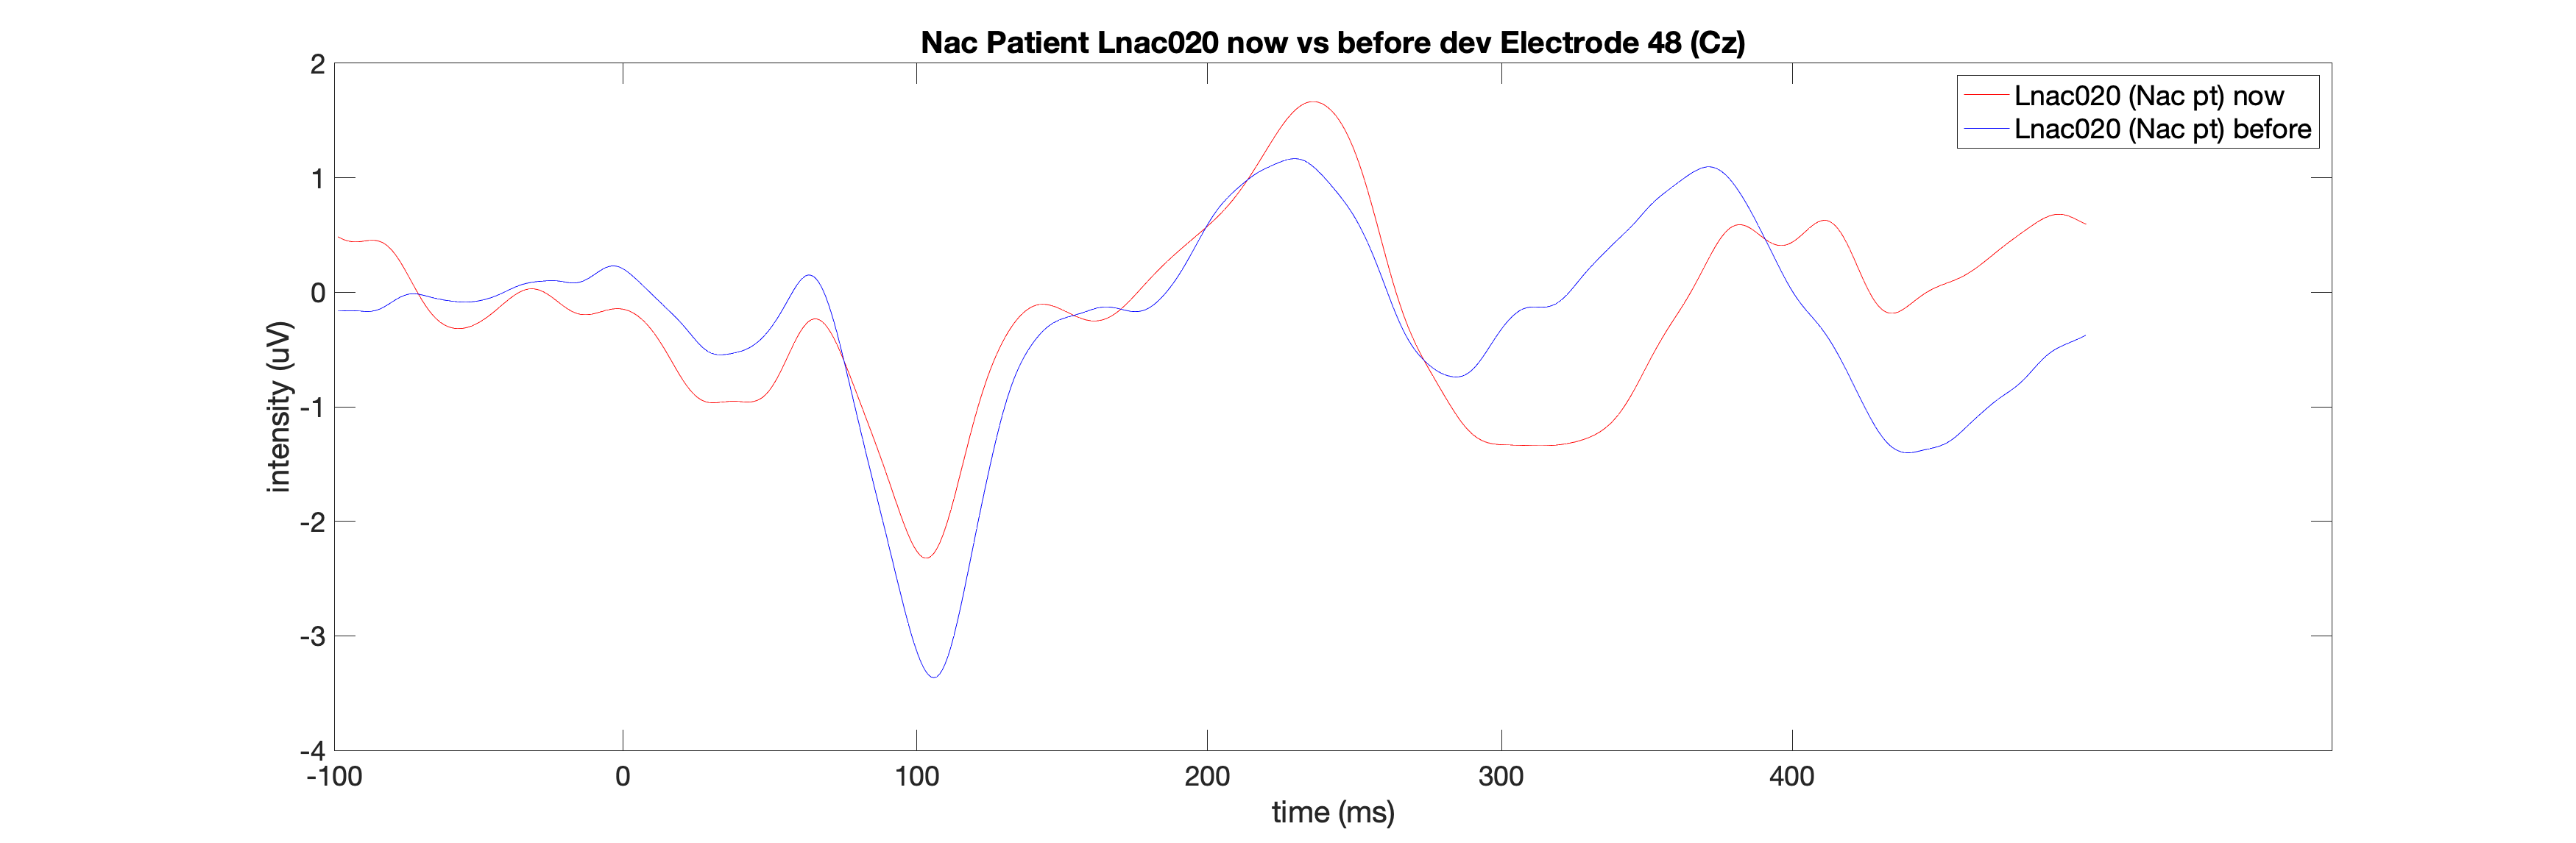 Nac Patient Lnac020 now vs before dev Electrode 48 (Cz)
2
1
0
-1
-2
-3
-4
intensity (uV)
Lnac020 (Nac pt) now
Lnac020 (Nac pt) before
-100
0
100
200
300
400
time (ms)